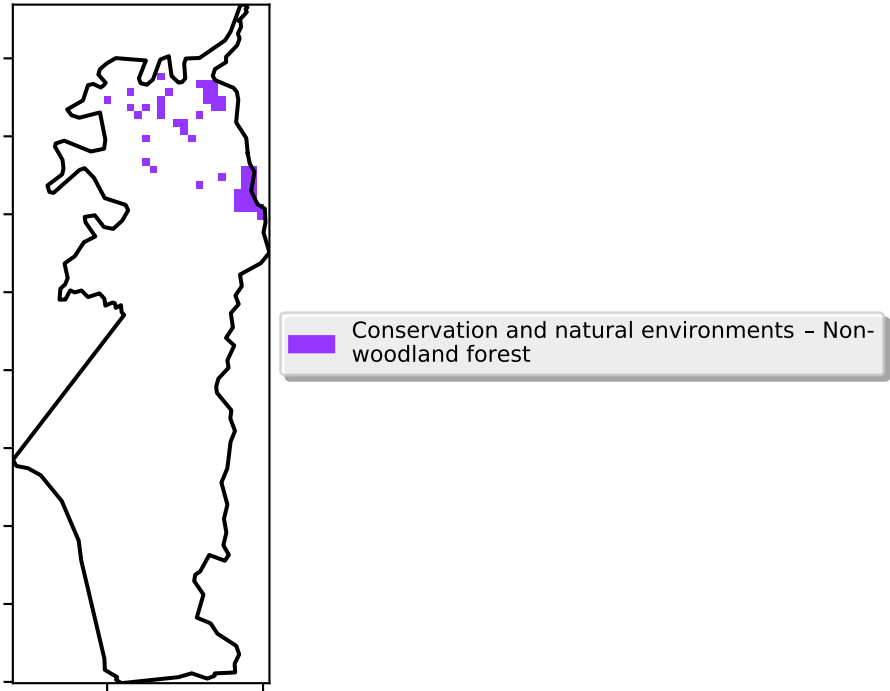 Conservation and natural environments – Non-
woodland forest